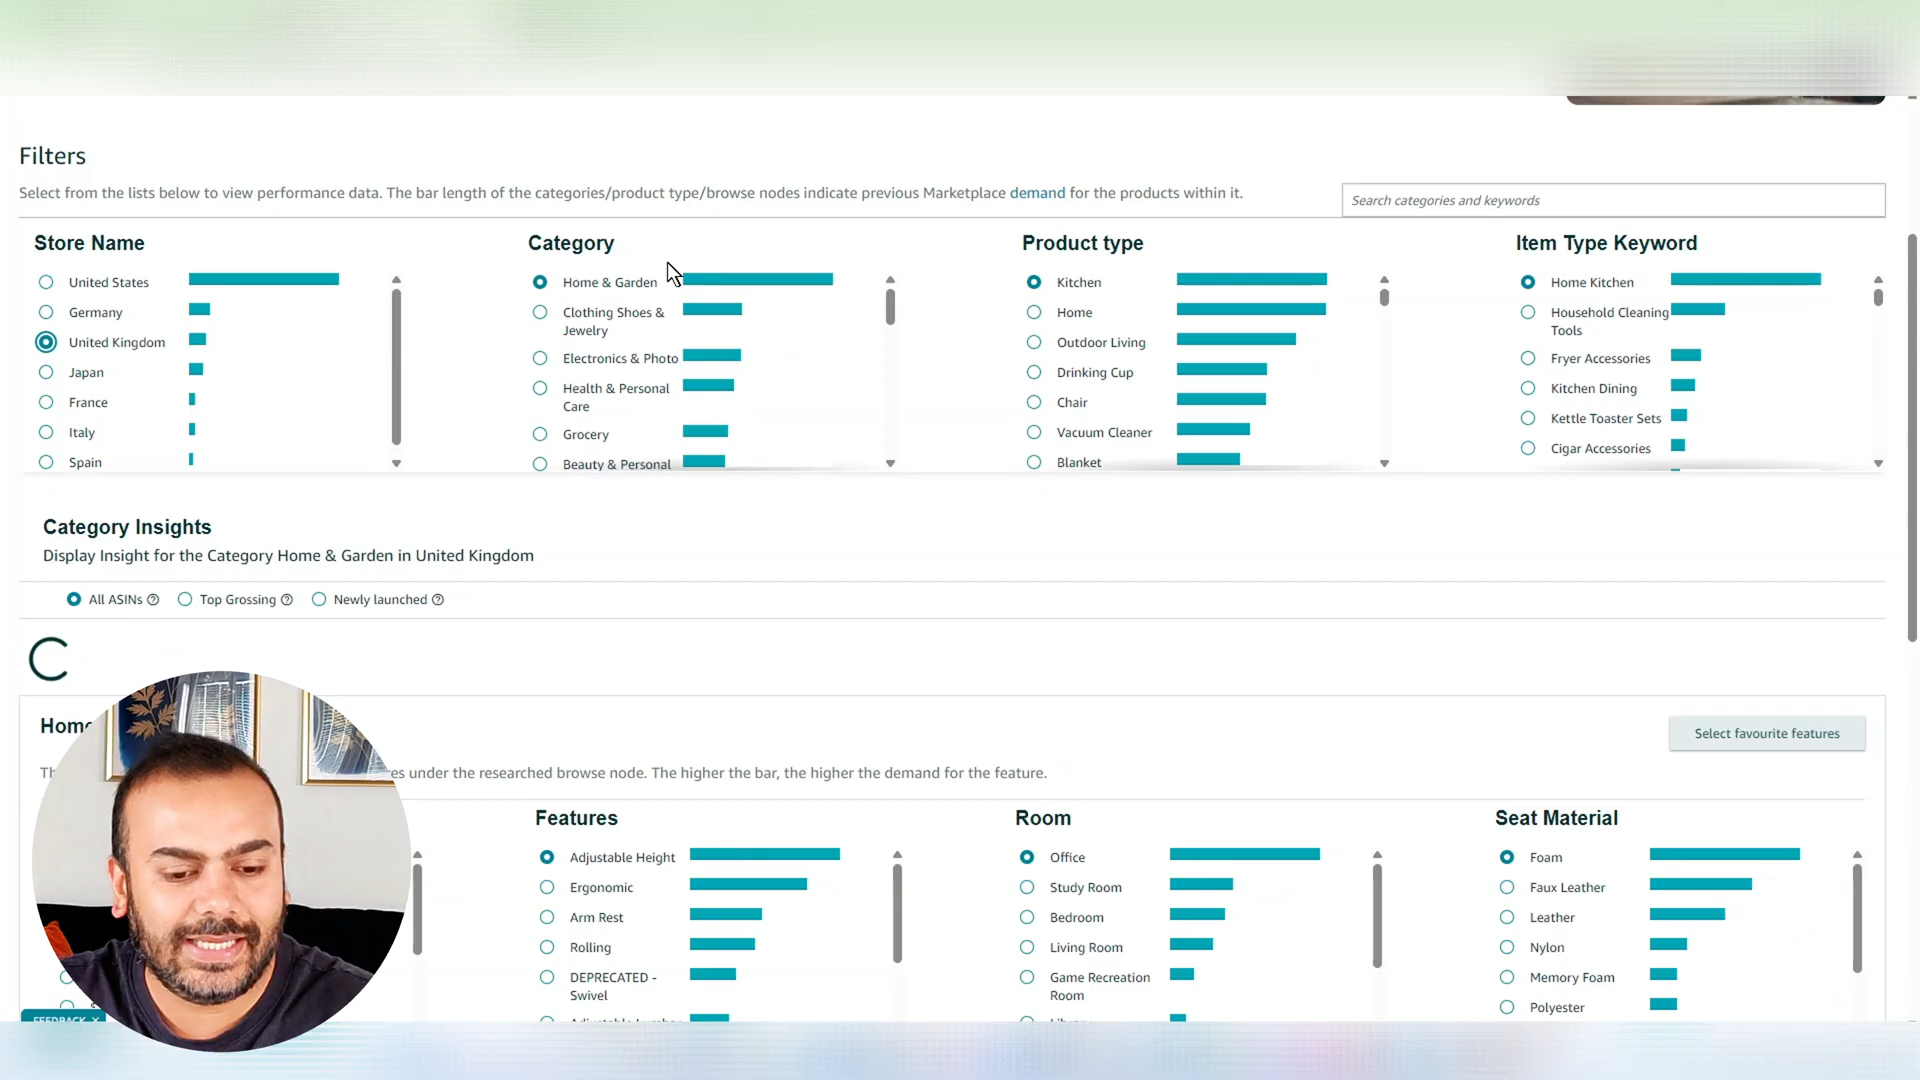 Filters
Select from the lists below to view performance data. The bar length of the categories/product type/browse nodes indicate previous Marketplace demand for the products within it.
Search categories and keywords
Store Name
United States
Germany
United Kingdom
Japan
France
Italy
Spain
Category
Home & Garden
Clothing Shoes &
Jewelry
Electronics & Photo
Health & Personal
Care
Grocery
Beauty & Personal
Product type
Kitchen
Home
Outdoor Living
Drinking Cup
Chair
Vacuum Cleaner
Blanket
Item Type Keyword
Home Kitchen
Household Cleaning
Tools
Fryer Accessories
Kitchen Dining
Kettle Toaster Sets
Cigar Accessories
Category Insights
Display Insight for the Category Home & Garden in United Kingdom
All ASINs
Top Grossing
Newly launched
Home
Select favourite features
under the researched browse node. The higher the bar, the higher the demand for the feature.
Features
Adjustable Height
Ergonomic
Arm Rest
Rolling
DEPRECATED -
Swivel
Room
Office
Study Room
Bedroom
Living Room
Game Recreation
Room
Seat Material
Foam
Faux Leather
Leather
Nylon
Memory Foam
Polyester
FEEDBACK